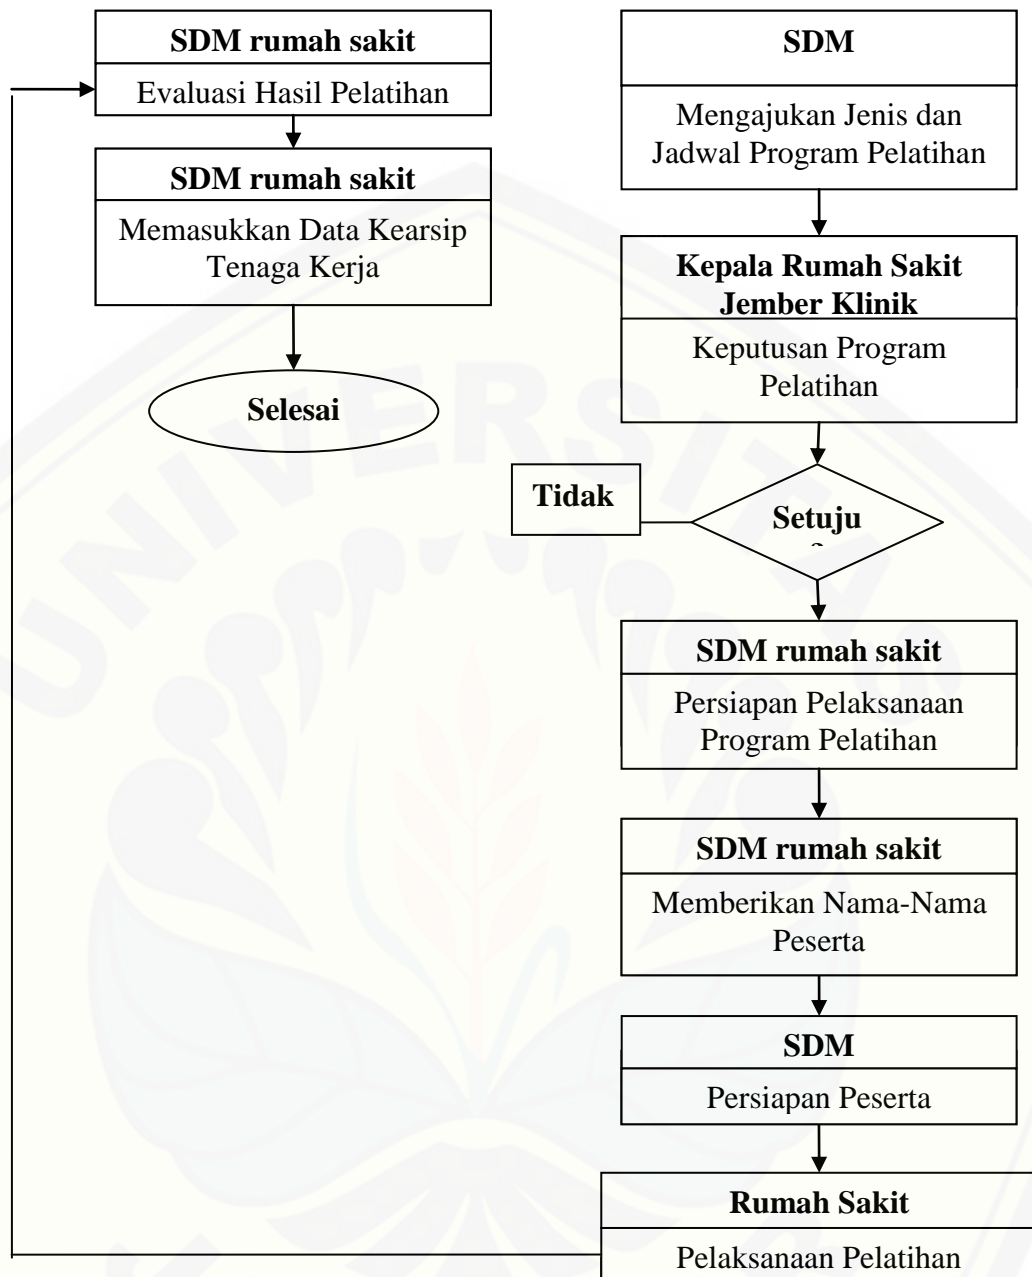 SDM rumah sakit
Evaluasi Hasil Pelatihan
SDM rumah sakit
Memasukkan Data Kearsip
Tenaga Kerja
Selesai
SDM
Mengajukan Jenis dan
Jadwal Program Pelatihan
Kepala Rumah Sakit
Jember Klinik
Keputusan Program
Pelatihan
Tidak
Setuju
SDM rumah sakit
Persiapan Pelaksanaan
Program Pelatihan
SDM rumah sakit
Memberikan Nama-Nama
Peserta
SDM
Persiapan Peserta
Rumah Sakit
Pelaksanaan Pelatihan
UNIVERSITAS